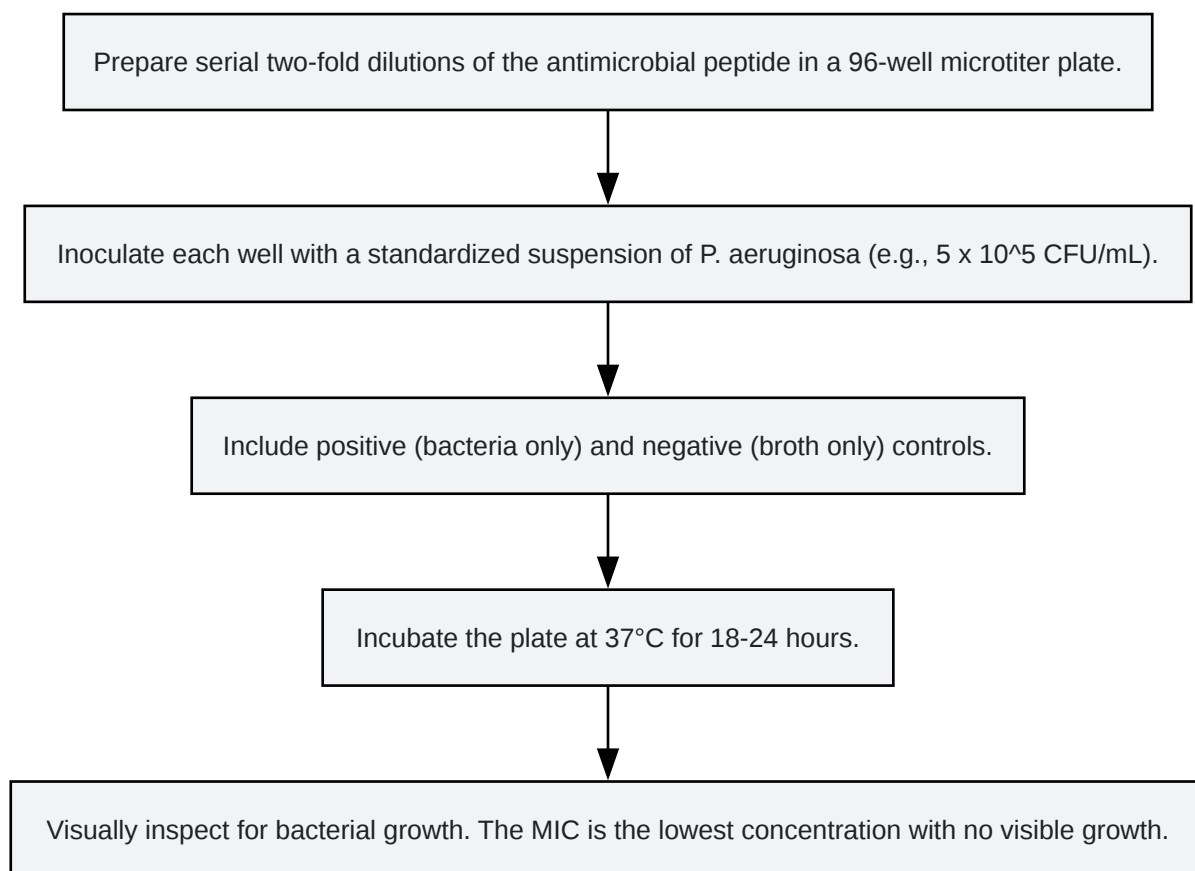 Prepare serial two-fold dilutions of the antimicrobial peptide in a 96-well microtiter plate.
Inoculate each well with a standardized suspension of P. aeruginosa (e.g., 5 x 10^5 CFU/mL).
Include positive (bacteria only) and negative (broth only) controls.
Incubate the plate at 37°C for 18-24 hours.
Visually inspect for bacterial growth. The MIC is the lowest concentration with no visible growth.